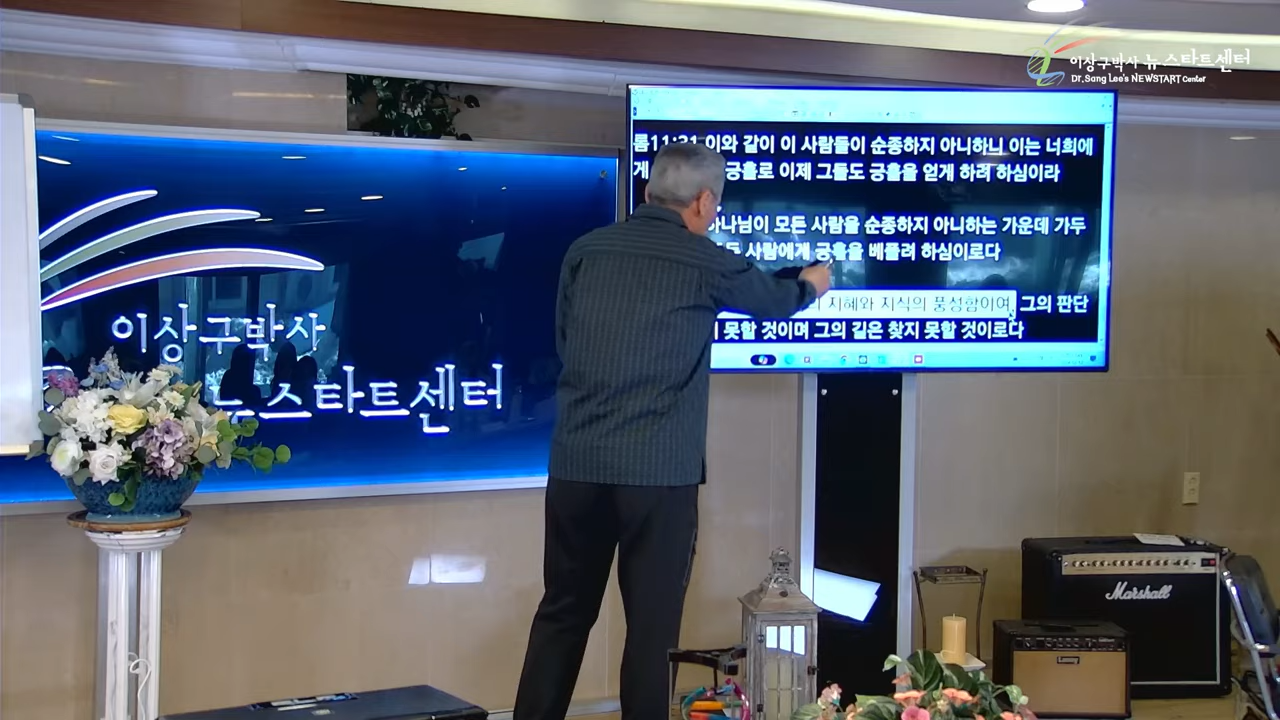 이상구박사 뉴스타트센터
Dr. Sang Lee's NEWSTART Center
롬11:31 이와 같이 이 사람들이 순종하지 아니하니 이는 너희에
게 긍휼로 이제 그들도 긍휼을 얻게 하려 하심이라
하나님이 모든 사람을 순종하지 아니하는 가운데 가두
사람에게 긍휼을 베풀려 하심이로다
지혜와 지식의 풍성함이여, 그의 판단
못할 것이며 그의 길은 찾지 못할 것이로다
이상구박사
뉴스타트센터
Marshall
Laney